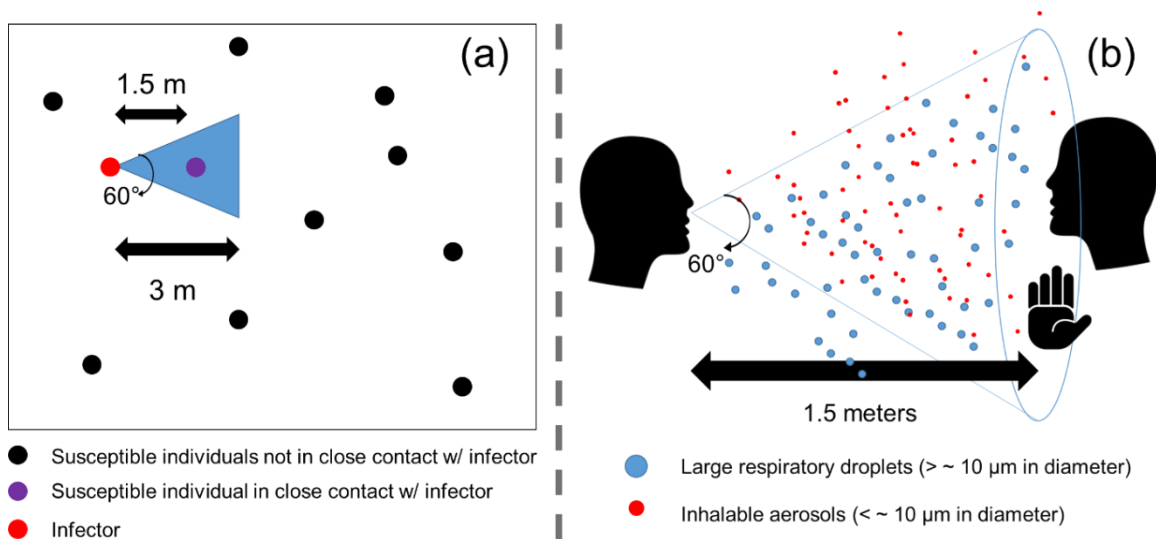 (a)
1.5 m
60°
3 m
Susceptible individuals not in close contact w/ infector
Susceptible individual in close contact w/ infector
Infector
(b)
60°
1.5 meters
Large respiratory droplets (> ~ 10 µm in diameter)
Inhalable aerosols (< ~ 10 µm in diameter)